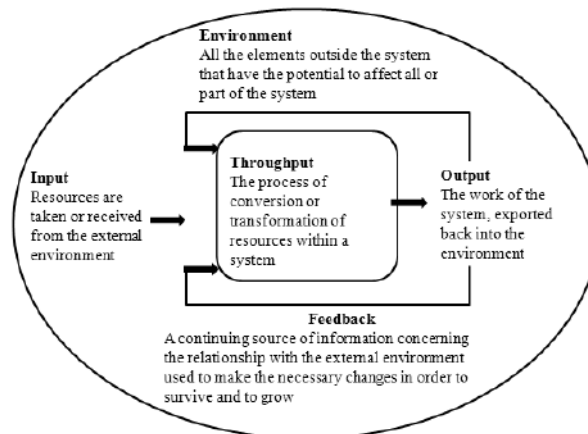 Environment
All the elements outside the system
that have the potential to affect all or
part of the system
Input
Resources are
taken or received
from the external
environment
Throughput
The process of
conversion or
transformation of
resources within a
system
Output
The work of the
system, exported
back into the
environment
Feedback
A continuing source of information concerning
the relationship with the external environment
used to make the necessary changes in order to
survive and to grow